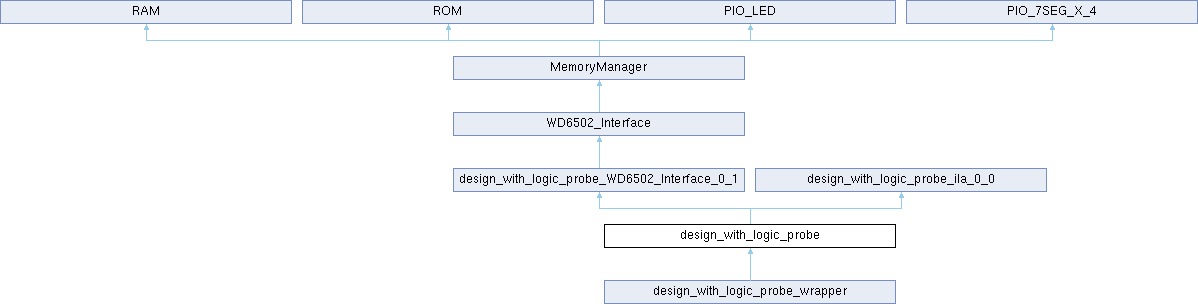 RAM
ROM
PIO_LED
PIO_7SEG_X_4
MemoryManager
WD6502_Interface
design_with_logic_probe_WD6502_Interface_0_1
design_with_logic_probe_ila_0_0
design_with_logic_probe
design_with_logic_probe_wrapper